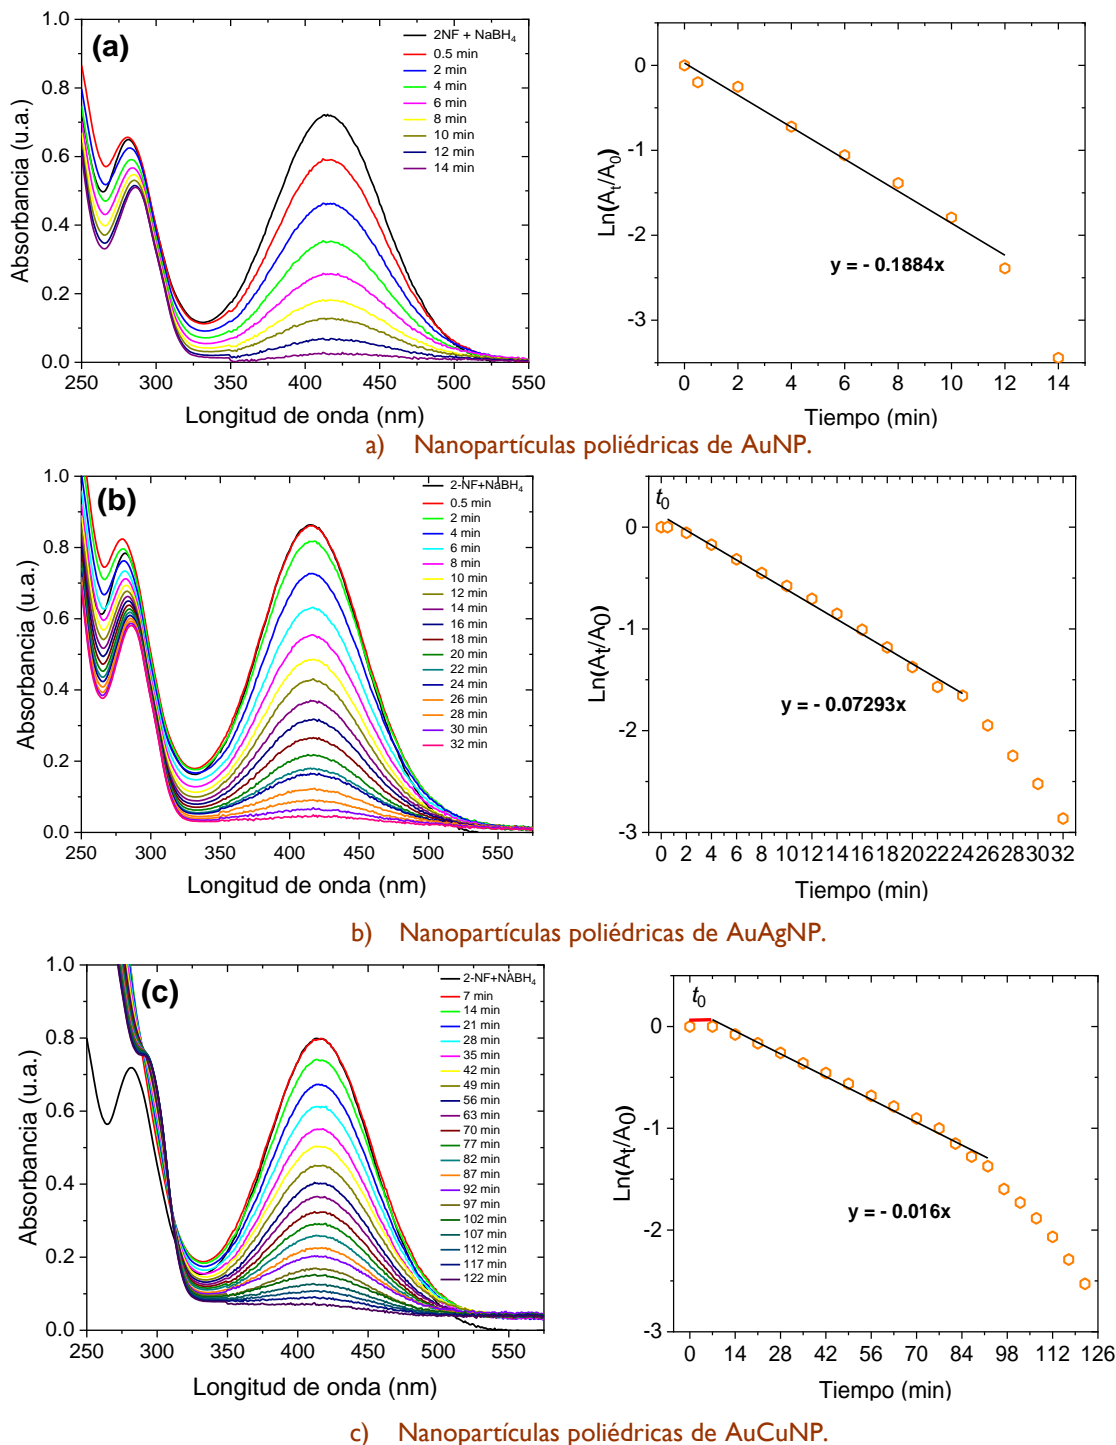 (a)
2NF + NaBH4
0.5 min
2 min
4 min
6 min
8 min
10 min
12 min
14 min
Absorbancia (u.a.)
0.8
0.6
0.4
0.2
0.0
250 300 350 400 450 500 550
Longitud de onda (nm)
Ln(At/A0)
0
-1
-2
-3
y = - 0.1884x
0 2 4 6 8 10 12 14
Tiempo (min)
a) Nanopartículas poliédricas de AuNP.
(b)
2-NF+NaBH4
0.5 min
2 min
4 min
6 min
8 min
10 min
12 min
14 min
16 min
18 min
20 min
22 min
24 min
26 min
28 min
30 min
32 min
Absorbancia (u.a.)
1.0
0.8
0.6
0.4
0.2
0.0
250 300 350 400 450 500 550
Longitud de onda (nm)
t0
Ln(At/A0)
0
-1
-2
-3
y = - 0.07293x
0 2 4 6 8 10 12 14 16 18 20 22 24 26 28 30 32
Tiempo (min)
b) Nanopartículas poliédricas de AuAgNP.
(c)
2-NF+NABH4
7 min
14 min
21 min
28 min
35 min
42 min
49 min
56 min
63 min
70 min
77 min
82 min
87 min
92 min
97 min
102 min
107 min
112 min
117 min
122 min
Absorbancia (u.a.)
1.0
0.8
0.6
0.4
0.2
0.0
250 300 350 400 450 500 550
Longitud de onda (nm)
t0
Ln(At/A0)
0
-1
-2
-3
y = - 0.016x
0 14 28 42 56 70 84 98 112 126
Tiempo (min)
c) Nanopartículas poliédricas de AuCuNP.